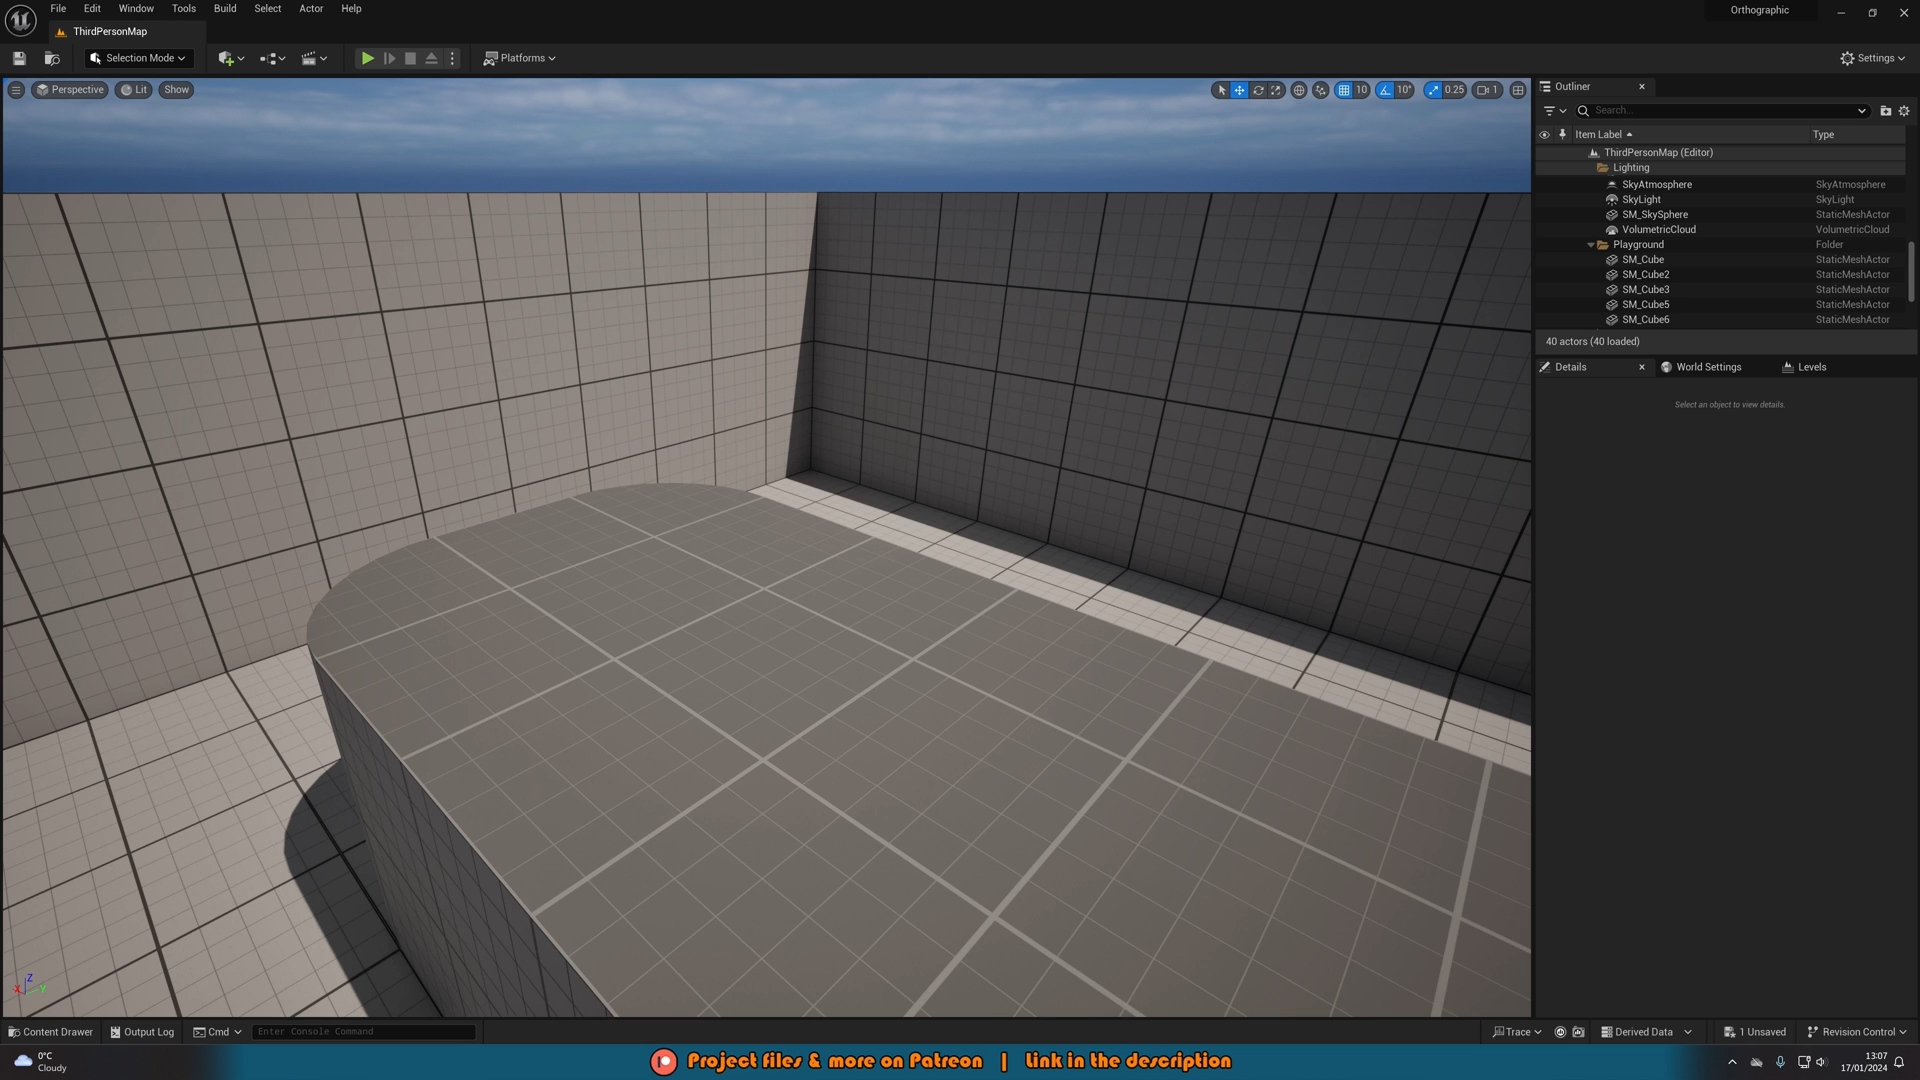 File Edit Window Tools Build Select Actor Help
Orthographic
ThirdPersonMap
Selection Mode
Platforms
Settings
Perspective Lit Show
10 10° 0.25 1
Outliner
Search...
Item Label Type
ThirdPersonMap (Editor)
Lighting
SkyAtmosphere SkyAtmosphere
SkyLight SkyLight
SM_SkySphere StaticMeshActor
VolumetricCloud VolumetricCloud
Playground Folder
SM_Cube StaticMeshActor
SM_Cube2 StaticMeshActor
SM_Cube3 StaticMeshActor
SM_Cube5 StaticMeshActor
SM_Cube6 StaticMeshActor
40 actors (40 loaded)
Details World Settings Levels
Select an object to view details.
Z
X Y
Content Drawer Output Log Cmd Enter Console Command
Trace Derived Data 1 Unsaved Revision Control
0°C
Cloudy
Project files & more on Patreon | Link in the description
13:07
17/01/2024